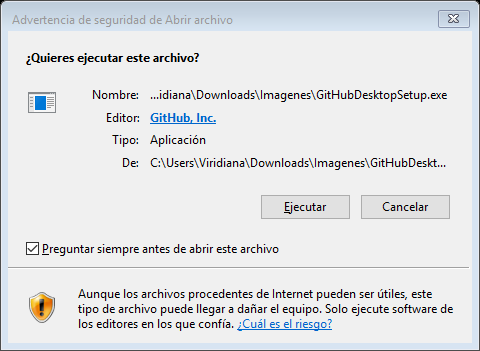 Advertencia de seguridad de Abrir archivo
¿Quieres ejecutar este archivo?
Nombre: ...idiana\Downloads\Imagenes\GitHubDesktopSetup.exe
Editor: GitHub, Inc.
Tipo: Aplicación
De: C:\Users\Viridiana\Downloads\Imagenes\GitHubDeskt...
Ejecutar Cancelar
Preguntar siempre antes de abrir este archivo
Aunque los archivos procedentes de Internet pueden ser útiles, este
tipo de archivo puede llegar a dañar el equipo. Solo ejecute software de
los editores en los que confía. ¿Cuál es el riesgo?